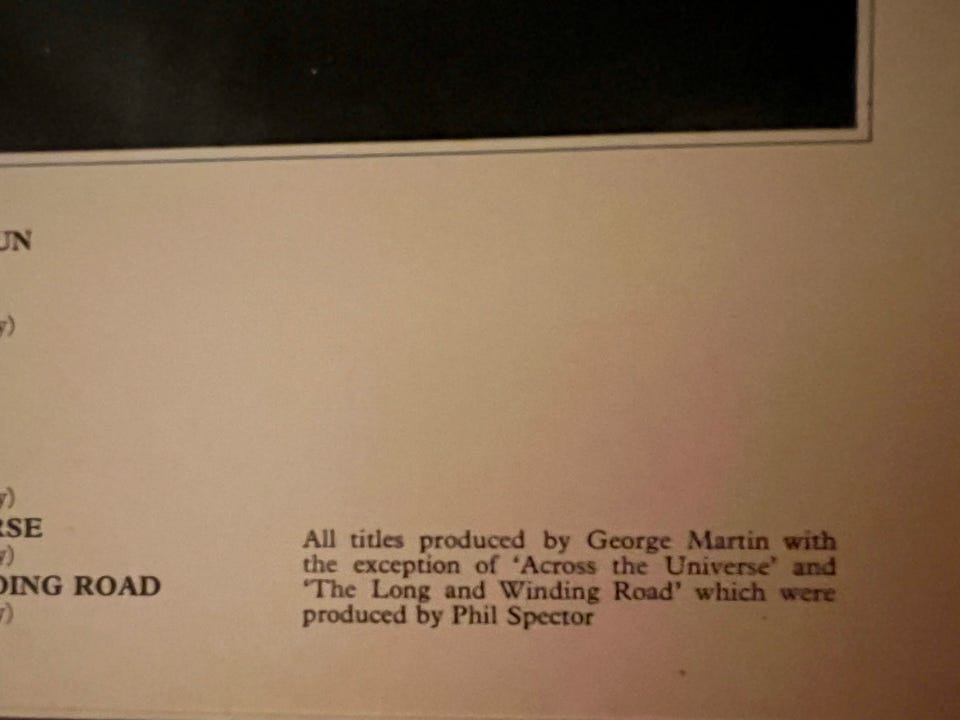 UN
y)
y)
RSE
y)
DING ROAD
y)
All titles produced by George Martin with
the exception of ‘Across the Universe’ and
‘The Long and Winding Road’ which were
produced by Phil Spector